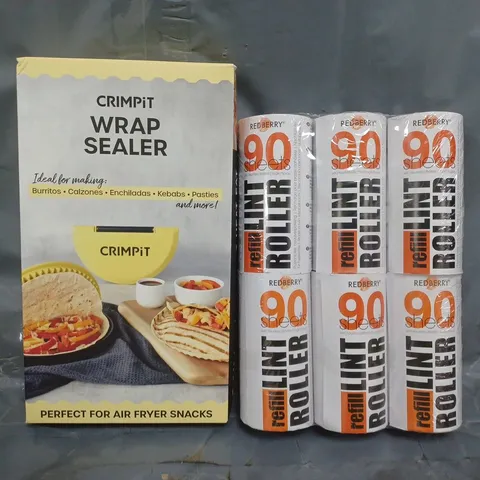 CRIMPiT
WRAP
SEALER
Ideal for making:
Burritos • Calzones • Enchiladas • Kebabs • Pasties
and more!
CRIMPiT
PERFECT FOR AIR FRYER SNACKS
REDBERRY
90
sheets
refill LINT
ROLLER
REDBERRY
90
sheets
refill LINT
ROLLER
REDBERRY
90
sheets
refill LINT
ROLLER
REDBERRY
90
sheets
refill LINT
ROLLER
REDBERRY
90
sheets
refill LINT
ROLLER
REDBERRY
90
sheets
refill LINT
ROLLER